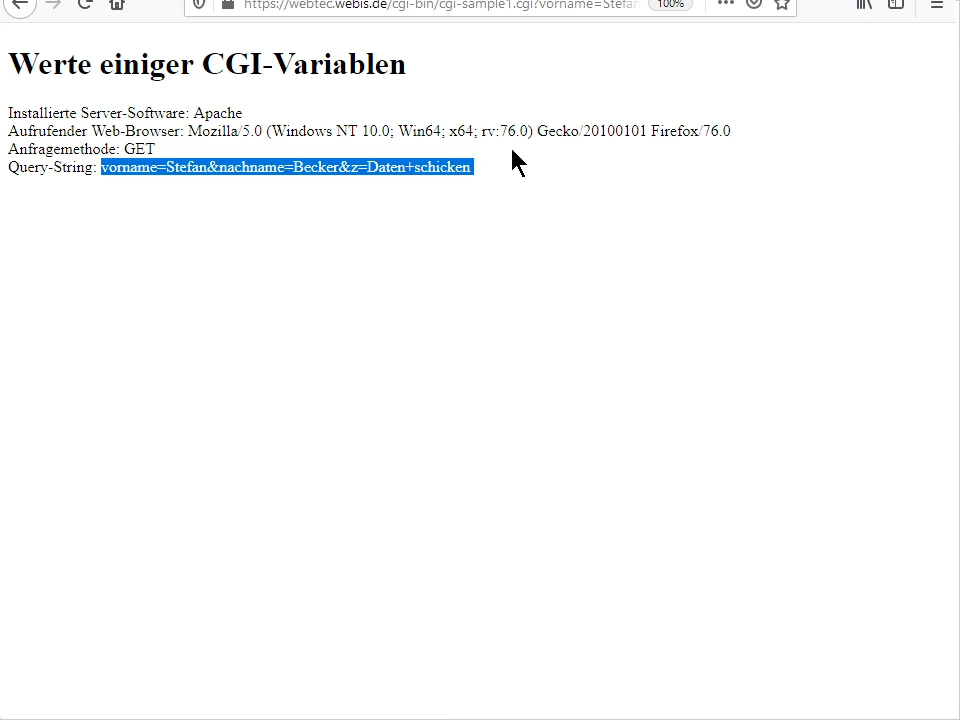 https://webtec.webis.de/cgi-bin/cgi-sample1.cgi?vorname=Stefan
100%
Werte einiger CGI-Variablen
Installierte Server-Software: Apache
Aufrufender Web-Browser: Mozilla/5.0 (Windows NT 10.0; Win64; x64; rv:76.0) Gecko/20100101 Firefox/76.0
Anfragemethode: GET
Query-String: vorname=Stefan&nachname=Becker&z=Daten+schicken